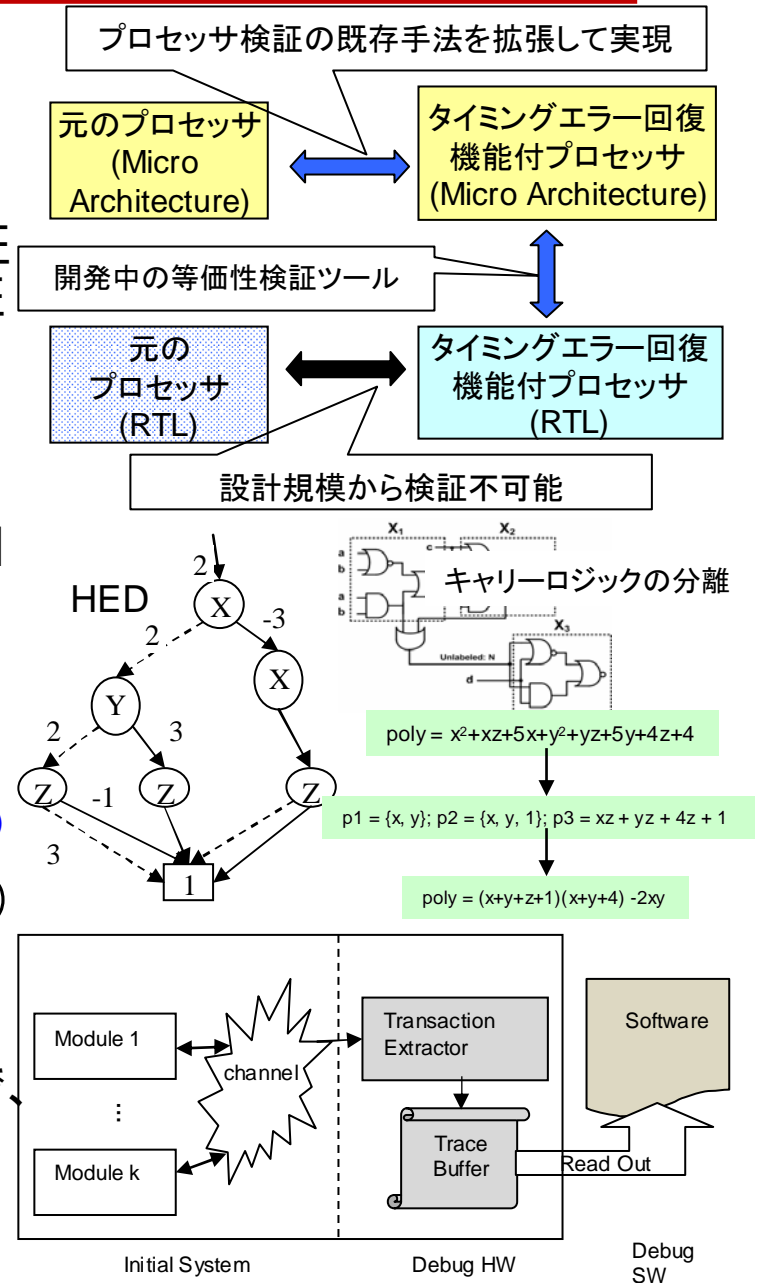 プロセッサ検証の既存手法を拡張して実現
元のプロセッサ
(Micro
Architecture)
タイミングエラー回復
機能付プロセッサ
(Micro Architecture)
開発中の等価性検証ツール
元の
プロセッサ
(RTL)
タイミングエラー回復
機能付プロセッサ
(RTL)
設計規模から検証不可能
HED
2
X
2
-3
Y
X
2
3
Z
-1
Z
Z
3
1
X1
X2
a
b
c
a
b
キャリーロジックの分離
X3
Unlabeled: N
d
poly = x²+xz+5x+y²+yz+5y+4z+4
p1 = {x, y}; p2 = {x, y, 1}; p3 = xz + yz + 4z + 1
poly = (x+y+z+1)(x+y+4) -2xy
Module 1
⋮
Module k
channel
Transaction
Extractor
Trace
Buffer
Software
Read Out
Initial System
Debug HW
Debug
SW